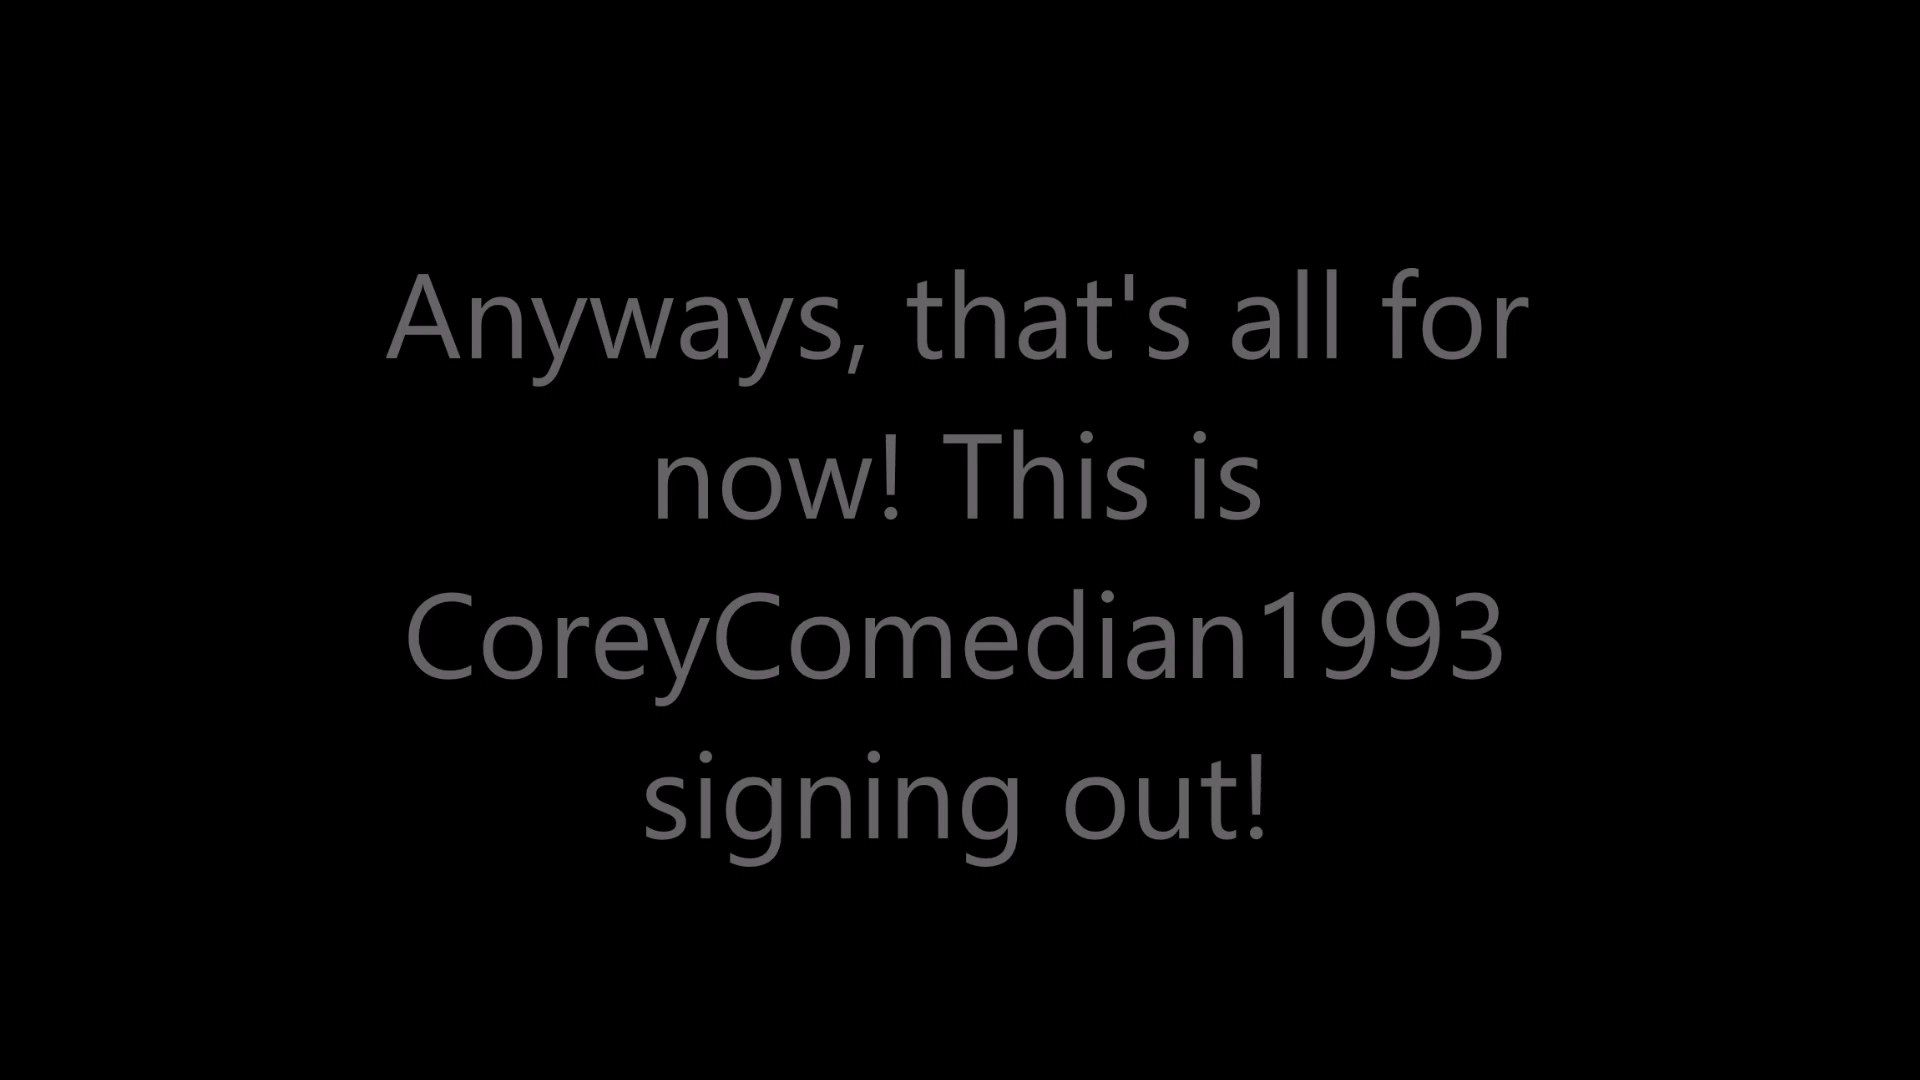 Anyways, that's all for
now! This is
CoreyComedian1993
signing out!